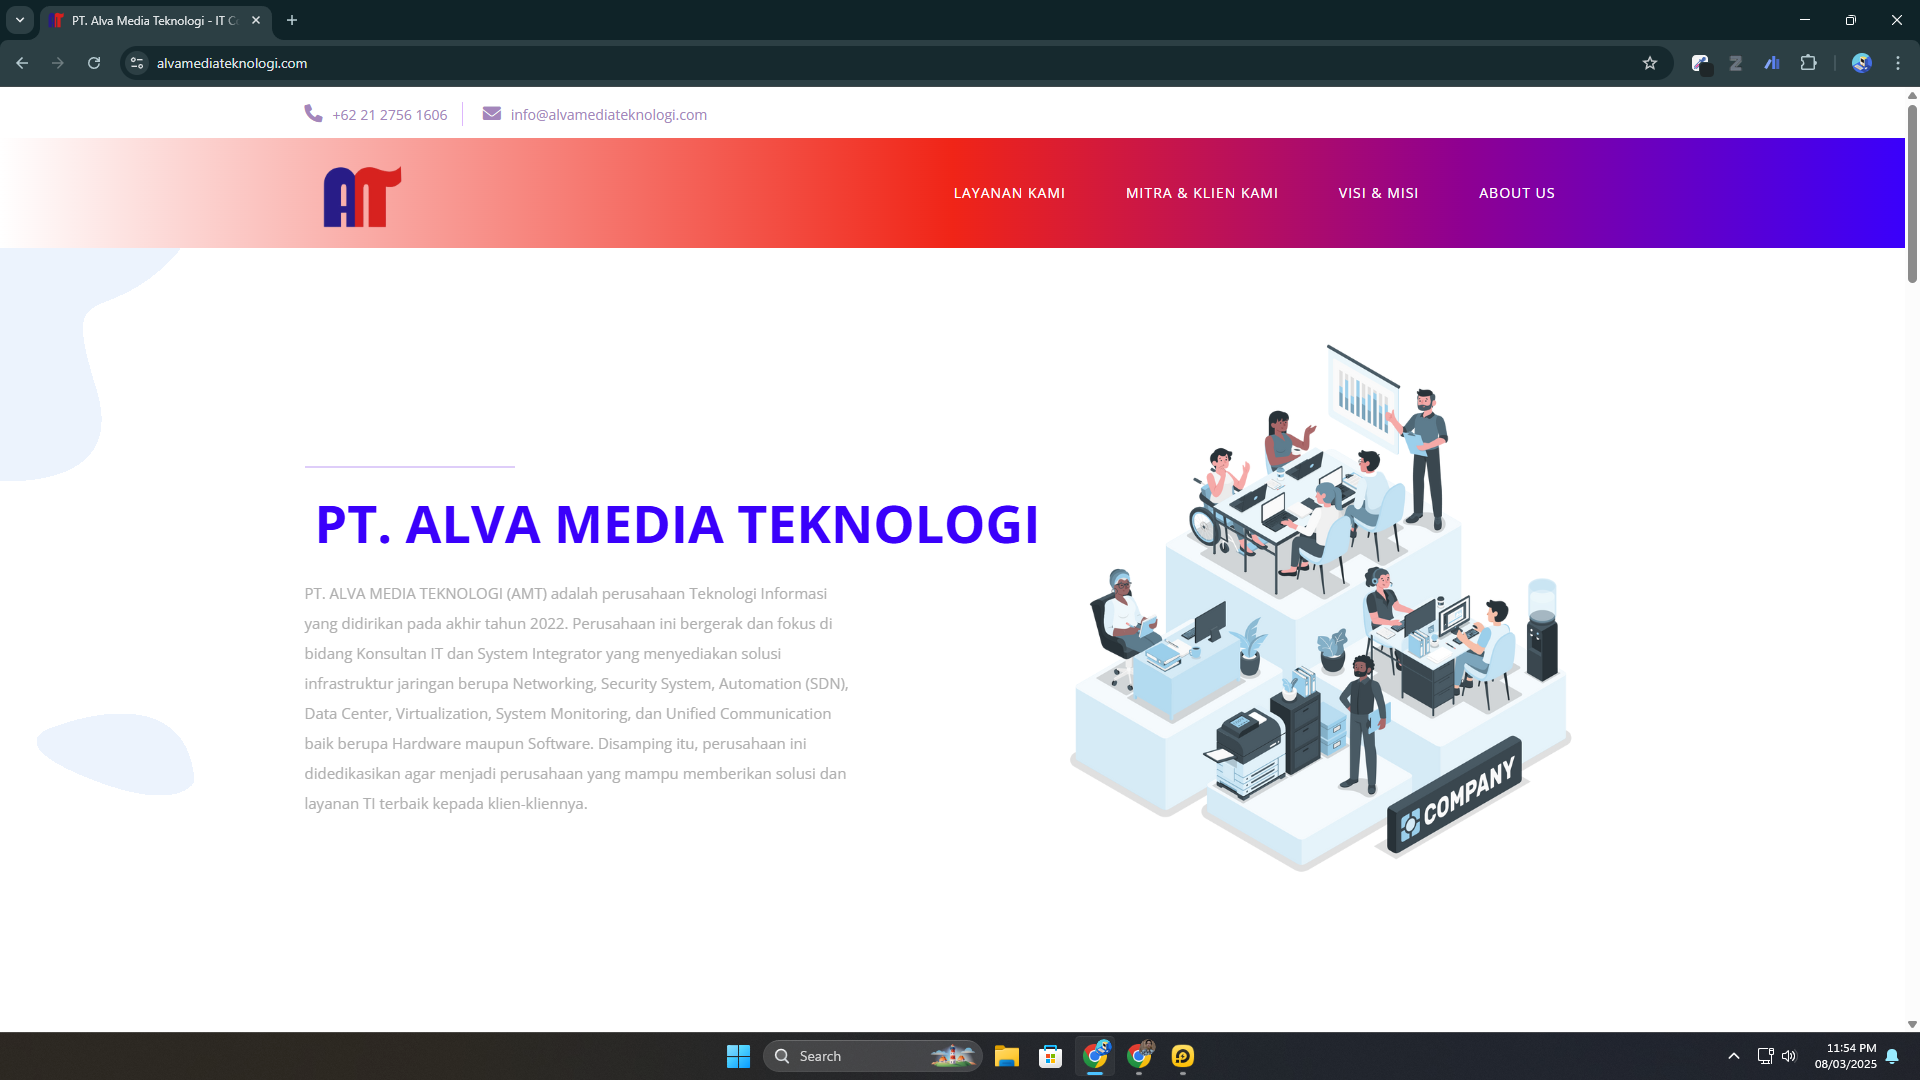 PT. Alva Media Teknologi - IT C
alvamediateknologi.com
+62 21 2756 1606
info@alvamediateknologi.com
AT
LAYANAN KAMI
MITRA & KLIEN KAMI
VISI & MISI
ABOUT US
PT. ALVA MEDIA TEKNOLOGI
PT. ALVA MEDIA TEKNOLOGI (AMT) adalah perusahaan Teknologi Informasi
yang didirikan pada akhir tahun 2022. Perusahaan ini bergerak dan fokus di
bidang Konsultan IT dan System Integrator yang menyediakan solusi
infrastruktur jaringan berupa Networking, Security System, Automation (SDN),
Data Center, Virtualization, System Monitoring, dan Unified Communication
baik berupa Hardware maupun Software. Disamping itu, perusahaan ini
didedikasikan agar menjadi perusahaan yang mampu memberikan solusi dan
layanan TI terbaik kepada klien-kliennya.
COMPANY
Search
11:54 PM
08/03/2025